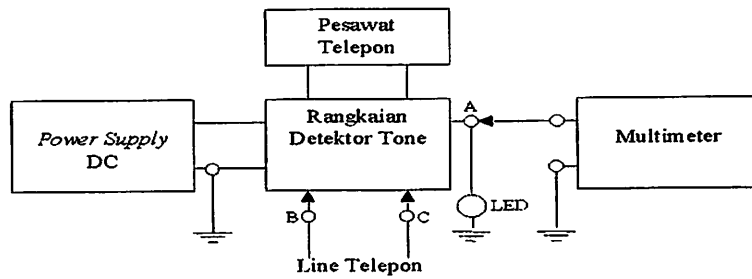 Pesawat
Telepon
Power Supply
DC
Rangkaian
Detektor Tone
A
Multimeter
LED
B
C
Line Telepon